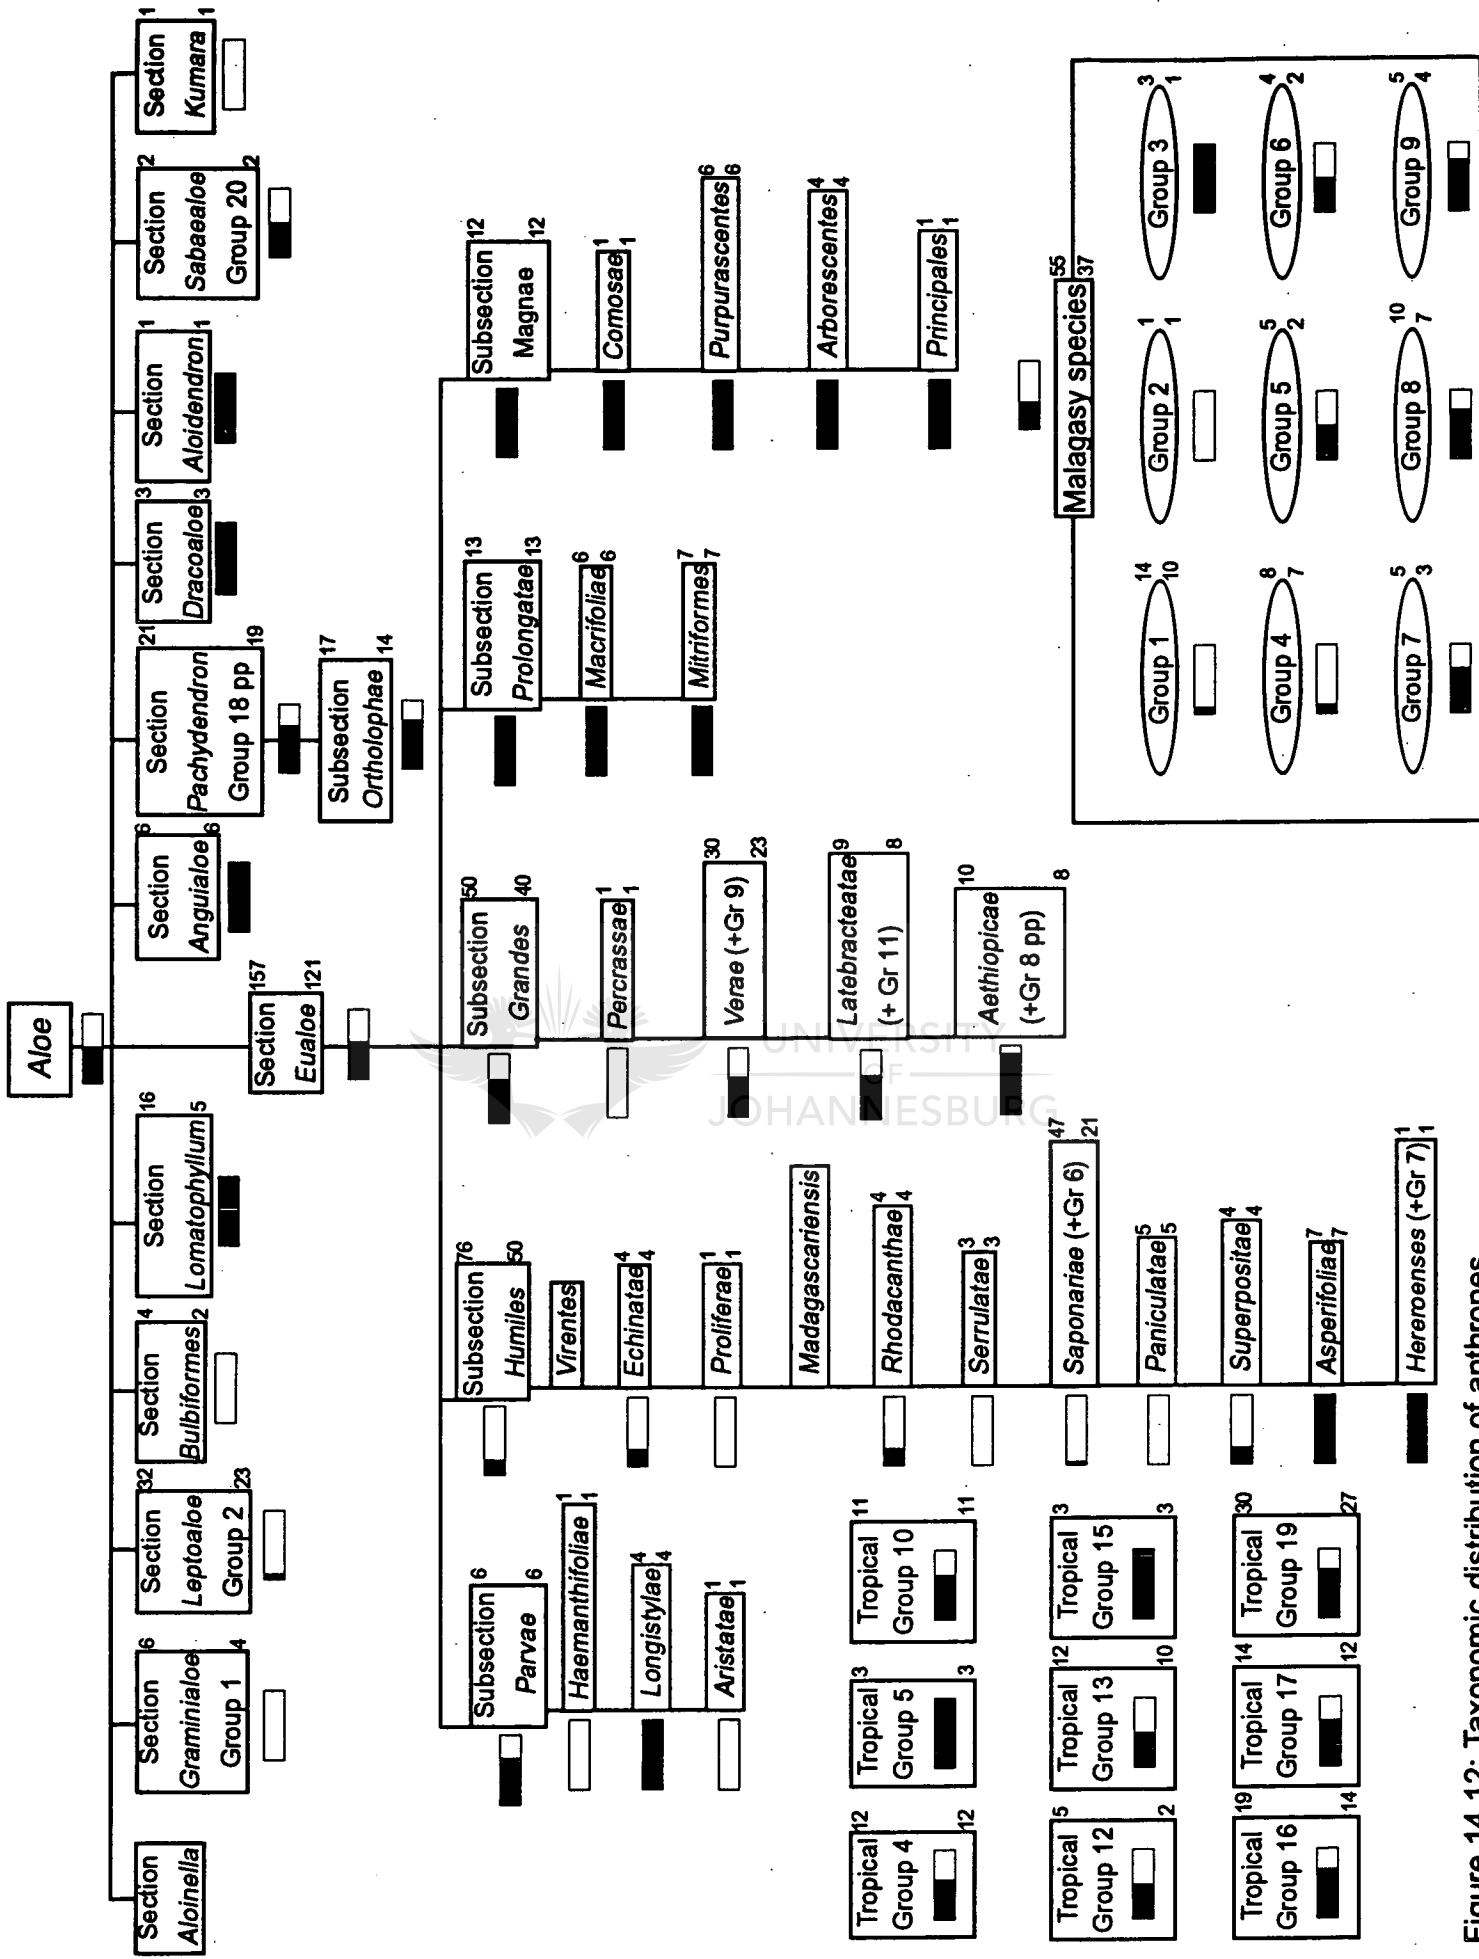 Aloe
Section
Aloinella
Section 6
Graminialoe
Group 1 4
Section 32
Leptoaloe
Group 2 23
Section 4
Bulbiformes 2
Section 16
Lomatophyllum 5
Section 157
Eualoe 121
Section 6
Anguialoe 6
Section 21
Pachydendron
Group 18 pp 19
Subsection 17
Ortholophae 14
Section 3
Dracoaloe 3
Section 1
Aloidendron 1
Section 2
Sabaealoe
Group 20 2
Section 1
Kumara 1
Subsection 6
Parvae 6
Haemanthifoliae 1
1
Longistylae 4
4
Aristatae 1
1
Subsection 76
Humiles 50
Virentes
Echinatae 4
4
Proliferae 1
1
Madagascariensis
Rhodacanthae 4
4
Serrulatae 3
3
Saponariae (+Gr 6) 47
21
Paniculatae 5
5
Superpositae 4
4
Asperifoliae 7
7
Hereroenses (+Gr 7) 1
1
Subsection 50
Grandes 40
Percrassae 1
1
Verae (+Gr 9) 30
23
Latebracteatae 9
(+ Gr 11) 8
Aethiopicae 10
(+Gr 8 pp) 8
Subsection 13
Prolongatae 13
Macrifoliae 6
6
Mitriformes 7
7
Subsection 12
Magnae 12
Comosae 1
1
Purpurascentes 6
6
Arborescentes 4
4
Principales 1
1
Tropical 12
Group 4 12
Tropical 3
Group 5 3
Tropical 11
Group 10 11
Tropical 5
Group 12 2
Tropical 12
Group 13 10
Tropical 3
Group 15 3
Tropical 19
Group 16 14
Tropical 14
Group 17 12
Tropical 30
Group 19 27
Malagasy species 55
37
Group 1 14
10
Group 2 1
1
Group 3 3
1
Group 4 8
7
Group 5 5
2
Group 6 4
2
Group 7 5
3
Group 8 10
7
Group 9 5
4
UNIVERSITY
OF
JOHANNESBURG
Figure 14.12: Taxonomic distribution of anthrones